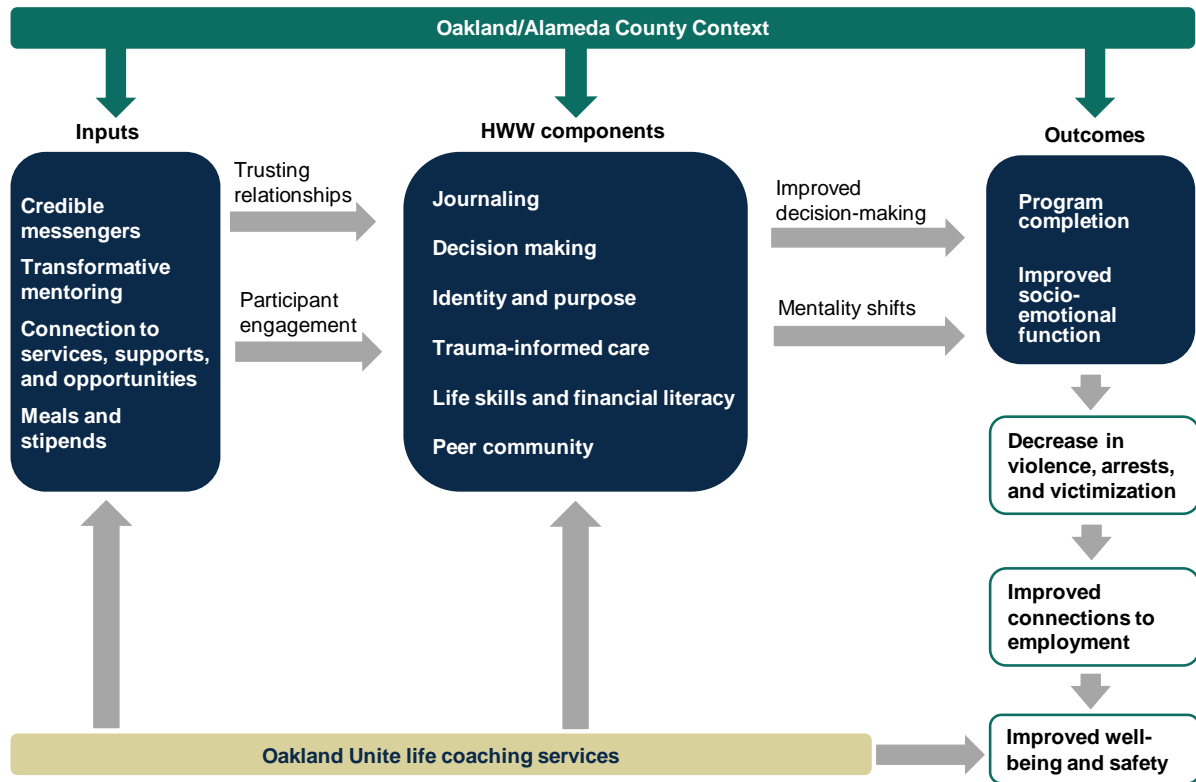 Oakland/Alameda County Context
Inputs
Credible
messengers
Transformative
mentoring
Connection to
services, supports,
and opportunities
Meals and
stipends
Trusting
relationships
Participant
engagement
HWW components
Journaling
Decision making
Identity and purpose
Trauma-informed care
Life skills and financial literacy
Peer community
Improved
decision-making
Mentality shifts
Outcomes
Program
completion
Improved
socio-
emotional
function
Decrease in
violence, arrests,
and victimization
Improved
connections to
employment
Improved well-
being and safety
Oakland Unite life coaching services